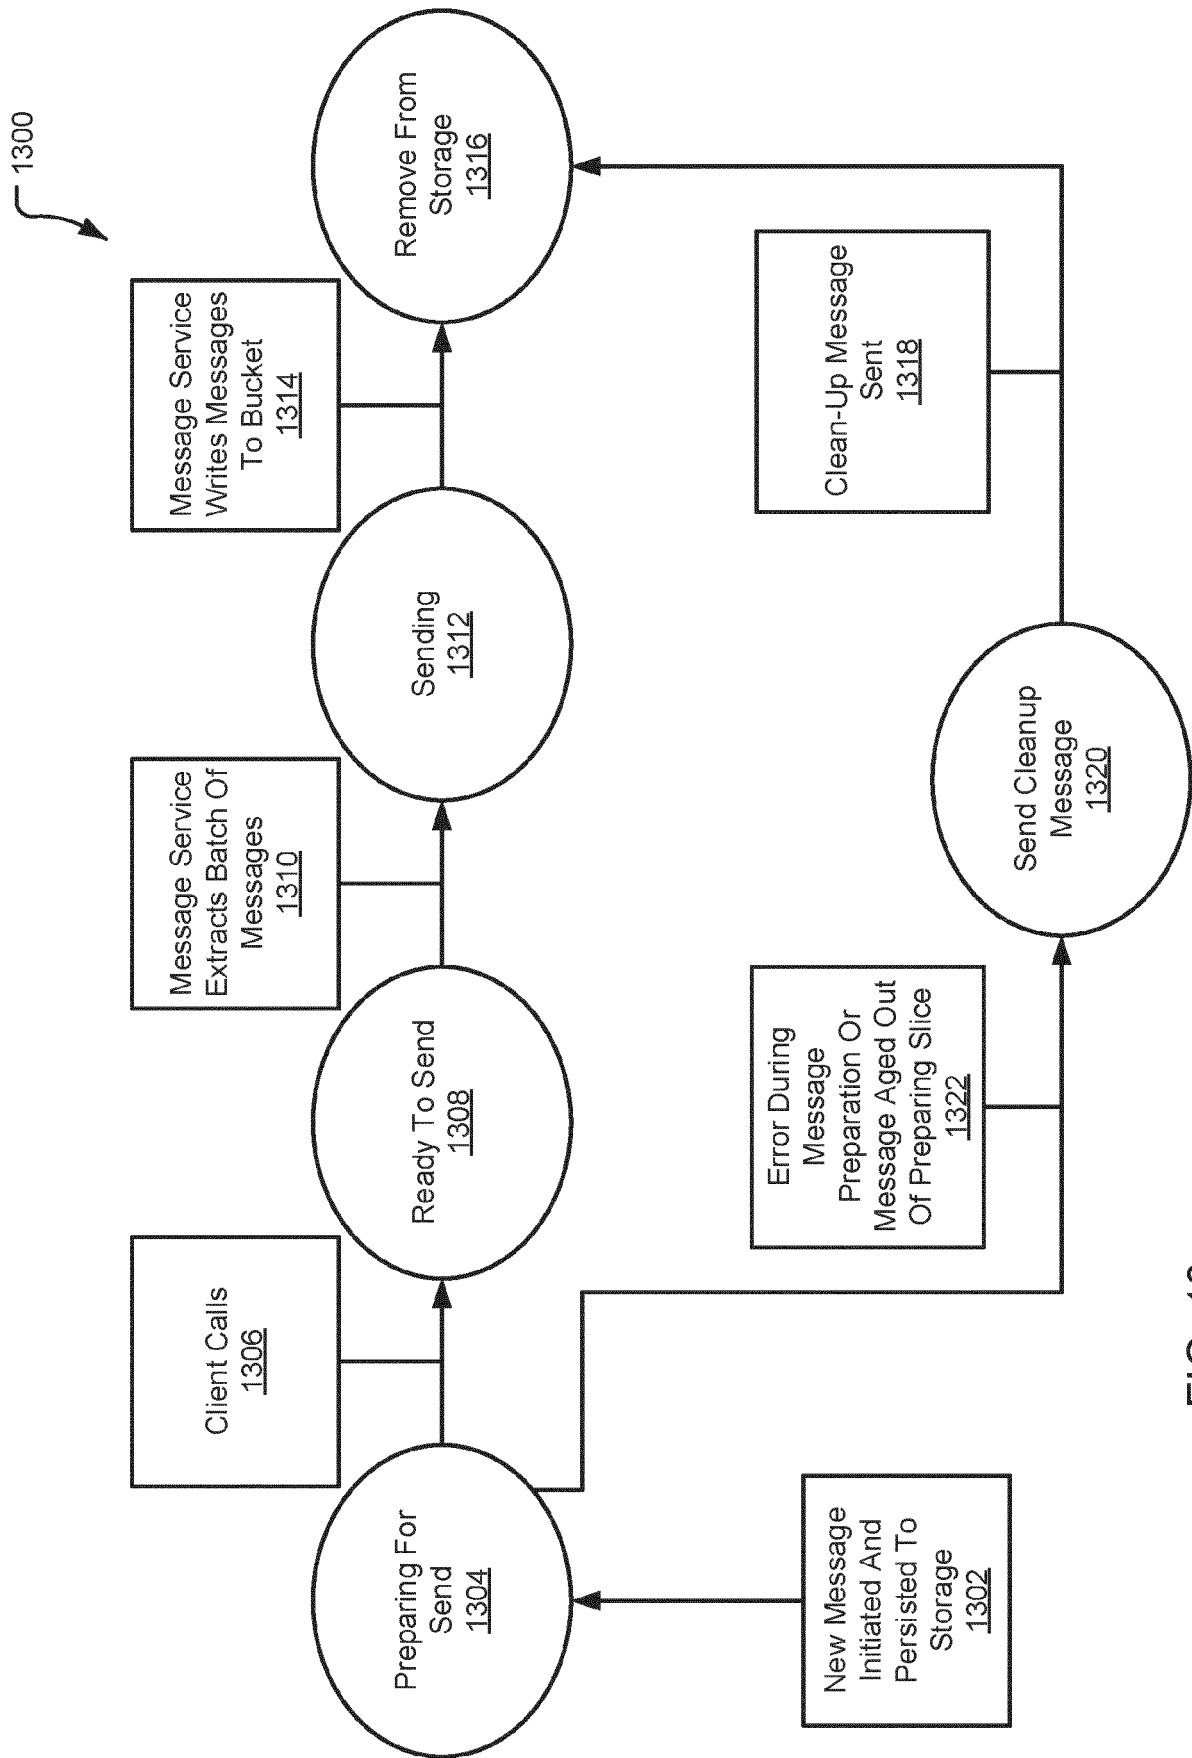 1300
Client Calls
1306
Message Service
Extracts Batch Of
Messages
1310
Message Service
Writes Messages
To Bucket
1314
Preparing For
Send
1304
Ready To Send
1308
Sending
1312
Remove From
Storage
1316
New Message
Initiated And
Persisted To
Storage
1302
Error During
Message
Preparation Or
Message Aged Out
Of Preparing Slice
1322
Clean-Up Message
Sent
1318
Send Cleanup
Message
1320
FIG.